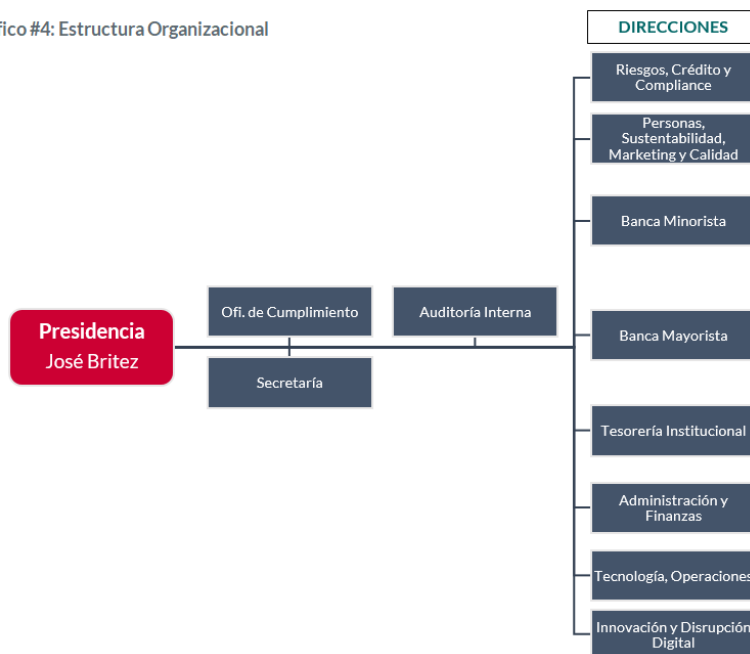 fico #4: Estructura Organizacional
DIRECCIONES
Riesgos, Crédito y
Compliance
Personas,
Sustentabilidad,
Marketing y Calidad
Banca Minorista
Ofi. de Cumplimiento
Auditoría Interna
Presidencia
José Britez
Banca Mayorista
Secretaría
Tesorería Institucional
Administración y
Finanzas
Tecnología, Operaciones
Innovación y Disrupción
Digital